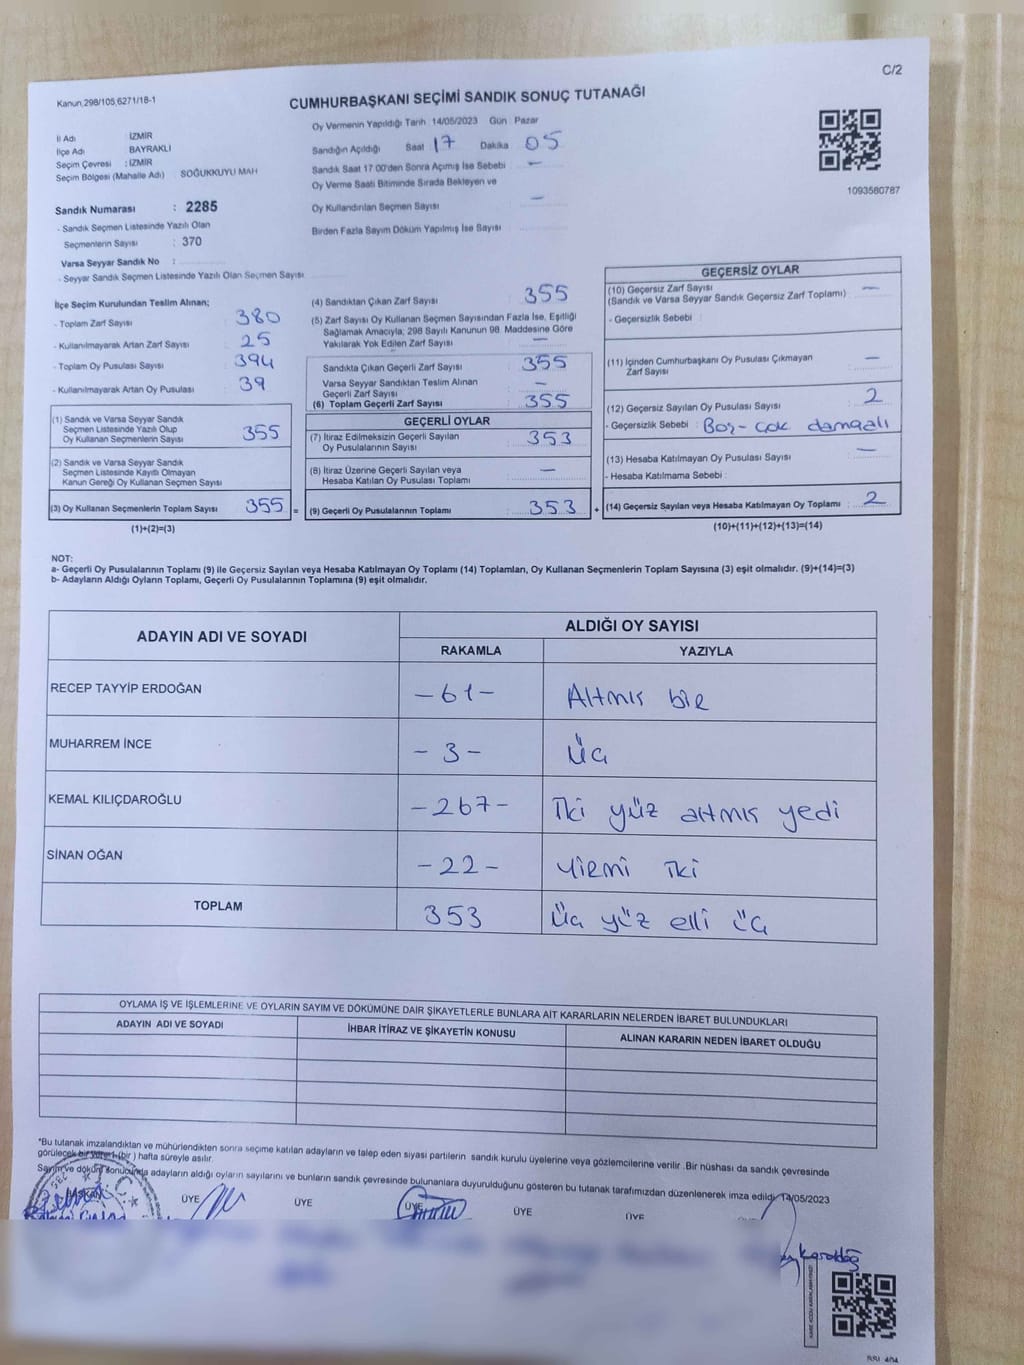 C/2
Kanun,298/105,6271/18-1
CUMHURBAŞKANI SEÇİMİ SANDIK SONUÇ TUTANAĞI
İl Adı İZMİR
İlçe Adı BAYRAKLI
Seçim Çevresi : İZMİR
Seçim Bölgesi (Mahalle Adı) : SOĞUKKUYU MAH
Oy Vermenin Yapıldığı Tarih : 14/05/2023 Gün : Pazar
Sandığın Açıldığı Saat 17 Dakika 05
Sandık Saat 17 00'den Sonra Açımış İse Sebebi –
Oy Verme Saati Bitiminde Sırada Bekleyen ve
Oy Kullandırılan Seçmen Sayısı –
Birden Fazla Sayım Döküm Yapılmış İse Sayısı
1093580787
Sandık Numarası : 2285
- Sandık Seçmen Listesinde Yazılı Olan
Seçmenlerin Sayısı : 370
Varsa Seyyar Sandık No :
- Seyyar Sandık Seçmen Listesinde Yazılı Olan Seçmen Sayısı
İlçe Seçim Kurulundan Teslim Alınan;
- Toplam Zarf Sayısı : 380
- Kullanılmayarak Artan Zarf Sayısı : 25
- Toplam Oy Pusulası Sayısı : 394
- Kullanılmayarak Artan Oy Pusulası : 39
(1) Sandık ve Varsa Seyyar Sandık
Seçmen Listesinde Yazılı Olup
Oy Kullanan Seçmenlerin Sayısı 355
(2) Sandık ve Varsa Seyyar Sandık
Seçmen Listesinde Kayıtlı Olmayan
Kanun Gereği Oy Kullanan Seçmen Sayısı
(3) Oy Kullanan Seçmenlerin Toplam Sayısı 355 =
(1)+(2)=(3)
(4) Sandıktan Çıkan Zarf Sayısı : 355
(5) Zarf Sayısı Oy Kullanan Seçmen Sayısından Fazla İse, Eşitliği
Sağlamak Amacıyla; 298 Sayılı Kanunun 98. Maddesine Göre
Yakılarak Yok Edilen Zarf Sayısı : –
Sandıkta Çıkan Geçerli Zarf Sayısı : 355
Varsa Seyyar Sandıktan Teslim Alınan
Geçerli Zarf Sayısı : –
(6) Toplam Geçerli Zarf Sayısı : 355
GEÇERLİ OYLAR
(7) İtiraz Edilmeksizin Geçerli Sayılan
Oy Pusulalarının Sayısı : 353
(8) İtiraz Üzerine Geçerli Sayılan veya
Hesaba Katılan Oy Pusulası Toplamı : –
(9) Geçerli Oy Pusulalarının Toplamı : 353 +
GEÇERSİZ OYLAR
(10) Geçersiz Zarf Sayısı
(Sandık ve Varsa Seyyar Sandık Geçersiz Zarf Toplamı) : –
- Geçersizlik Sebebi :
(11) İçinden Cumhurbaşkanı Oy Pusulası Çıkmayan
Zarf Sayısı : –
(12) Geçersiz Sayılan Oy Pusulası Sayısı : 2
- Geçersizlik Sebebi : Boş- çok damgalı
(13) Hesaba Katılmayan Oy Pusulası Sayısı : –
- Hesaba Katılmama Sebebi :
(14) Geçersiz Sayılan veya Hesaba Katılmayan Oy Toplamı : 2
(10)+(11)+(12)+(13)=(14)
NOT:
a- Geçerli Oy Pusulalarının Toplamı (9) ile Geçersiz Sayılan veya Hesaba Katılmayan Oy Toplamı (14) Toplamları, Oy Kullanan Seçmenlerin Toplam Sayısına (3) eşit olmalıdır. (9)+(14)=(3)
b- Adayların Aldığı Oyların Toplamı, Geçerli Oy Pusulalarının Toplamına (9) eşit olmalıdır.
ADAYIN ADI VE SOYADI
ALDIĞI OY SAYISI
RAKAMLA YAZIYLA
RECEP TAYYİP ERDOĞAN -61- Altmış bir
MUHARREM İNCE -3- Üç
KEMAL KILIÇDAROĞLU -267- İki yüz altmış yedi
SİNAN OĞAN -22- Yirmi iki
TOPLAM 353 Üç yüz elli üç
OYLAMA İŞ VE İŞLEMLERİNE VE OYLARIN SAYIM VE DÖKÜMÜNE DAİR ŞİKAYETLERLE BUNLARA AİT KARARLARIN NELERDEN İBARET BULUNDUKLARI
ADAYIN ADI VE SOYADI İHBAR İTİRAZ VE ŞİKAYETİN KONUSU ALINAN KARARIN NEDEN İBARET OLDUĞU
*Bu tutanak imzalandıktan ve mühürlendikten sonra seçime katılan adayların ve talep eden siyasi partilerin sandık kurulu üyelerine veya gözlemcilerine verilir. Bir nüshası da sandık çevresinde
görülecek bir yere 1 (bir ) hafta süreyle asılır.
Sayım ve döküm sonucunda adayların aldığı oyların sayılarını ve bunların sandık çevresinde bulunanlara duyurulduğunu gösteren bu tutanak tarafımızdan düzenlenerek imza edildi. 14/05/2023
ÜYE ÜYE ÜYE ÜYE ÜYE